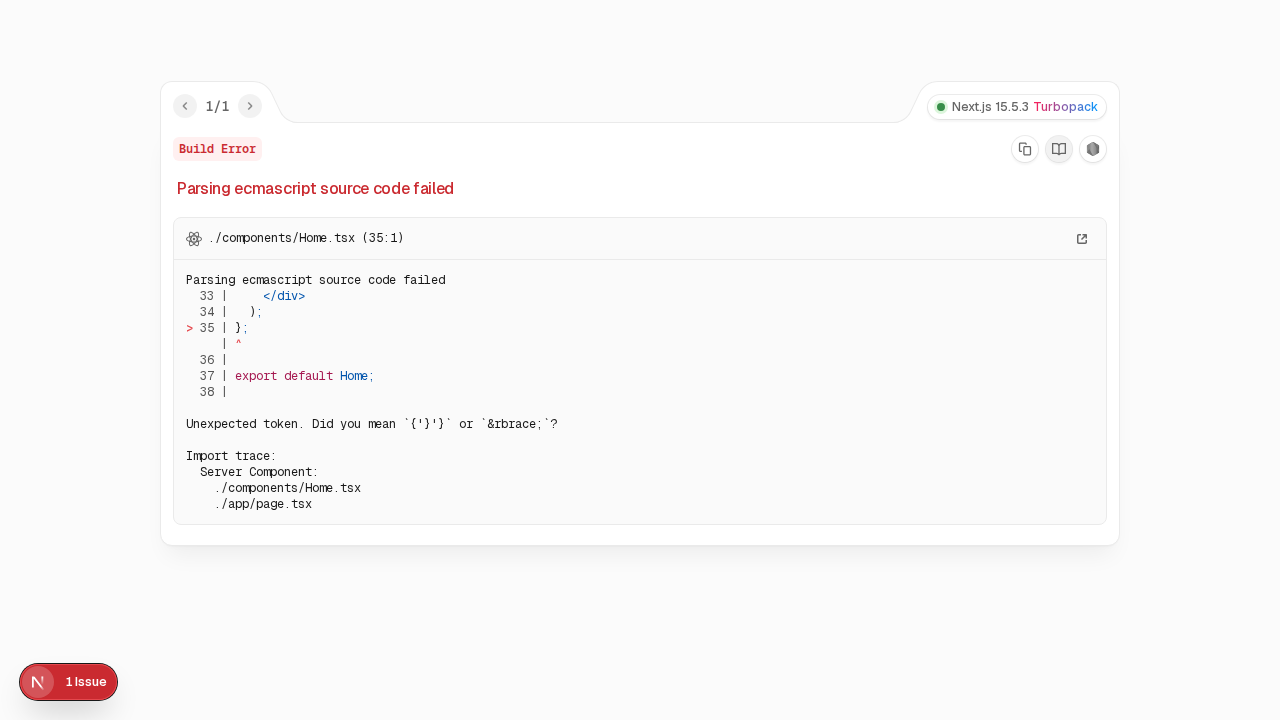 1/1
Next.js 15.5.3 Turbopack
Build Error
Parsing ecmascript source code failed
./components/Home.tsx (35:1)
Parsing ecmascript source code failed
  33 |     </div>
  34 |   );
> 35 | };
     | ^
  36 |
  37 | export default Home;
  38 |
Unexpected token. Did you mean `{'}'}` or `&rbrace;`?
Import trace:
  Server Component:
    ./components/Home.tsx
    ./app/page.tsx
N
1 Issue